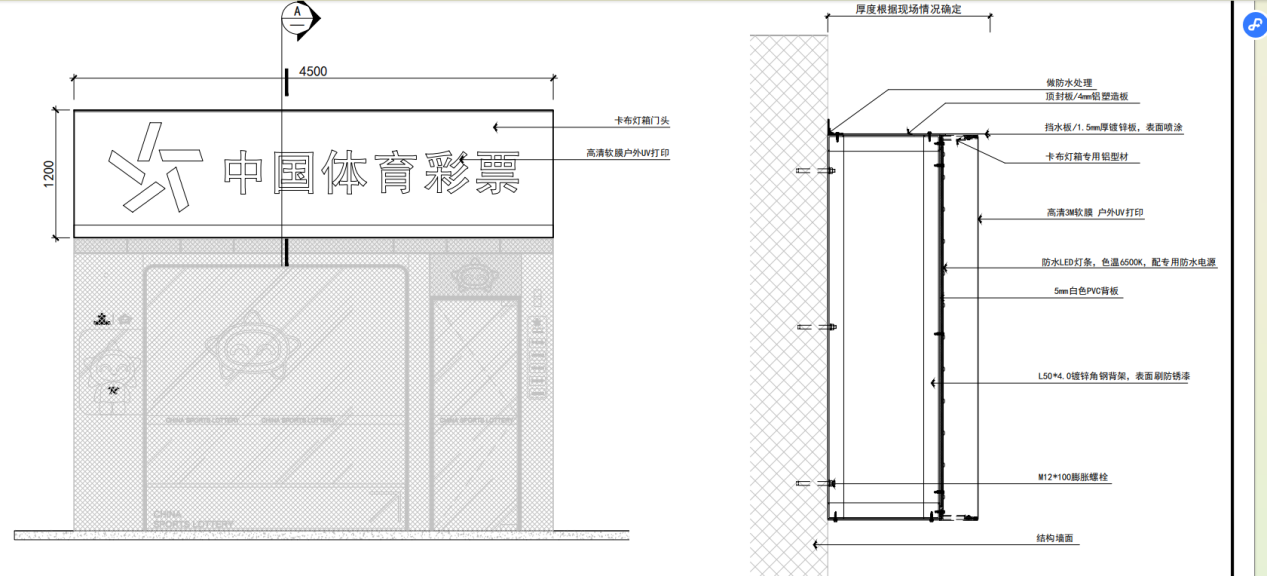 A
4500
1200
卡布灯箱门头
高清软膜户外UV打印
中国体育彩票
CHINA SPORTS LOTTERY
CHINA SPORTS LOTTERY
CHINA SPORTS LOTTERY
CHINA
SPORTS LOTTERY
厚度根据现场情况确定
做防水处理
顶封板/4mm铝塑造板
挡水板/1.5mm厚镀锌板，表面喷涂
卡布灯箱专用铝型材
高清3M软膜 户外UV打印
防水LED灯条，色温6500K，配专用防水电源
5mm白色PVC背板
L50*4.0镀锌角钢背架，表面刷防锈漆
M12*100膨胀螺栓
结构墙面